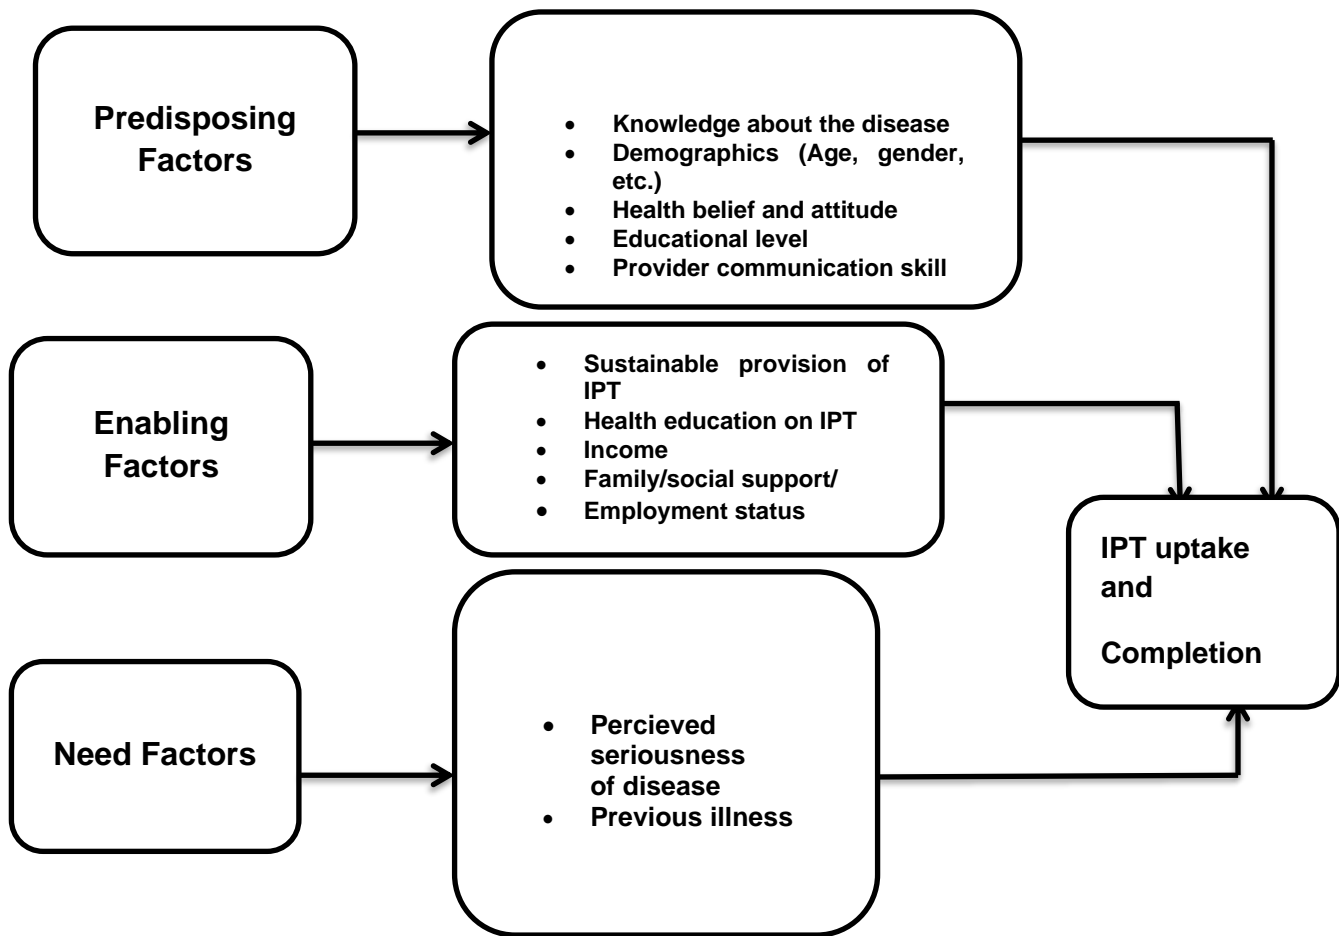 Predisposing
Factors
• Knowledge about the disease
• Demographics (Age, gender,
etc.)
• Health belief and attitude
• Educational level
• Provider communication skill
Enabling
Factors
• Sustainable provision of
IPT
• Health education on IPT
• Income
• Family/social support/
• Employment status
IPT uptake
and
Completion
Need Factors
• Percieved
seriousness
of disease
• Previous illness